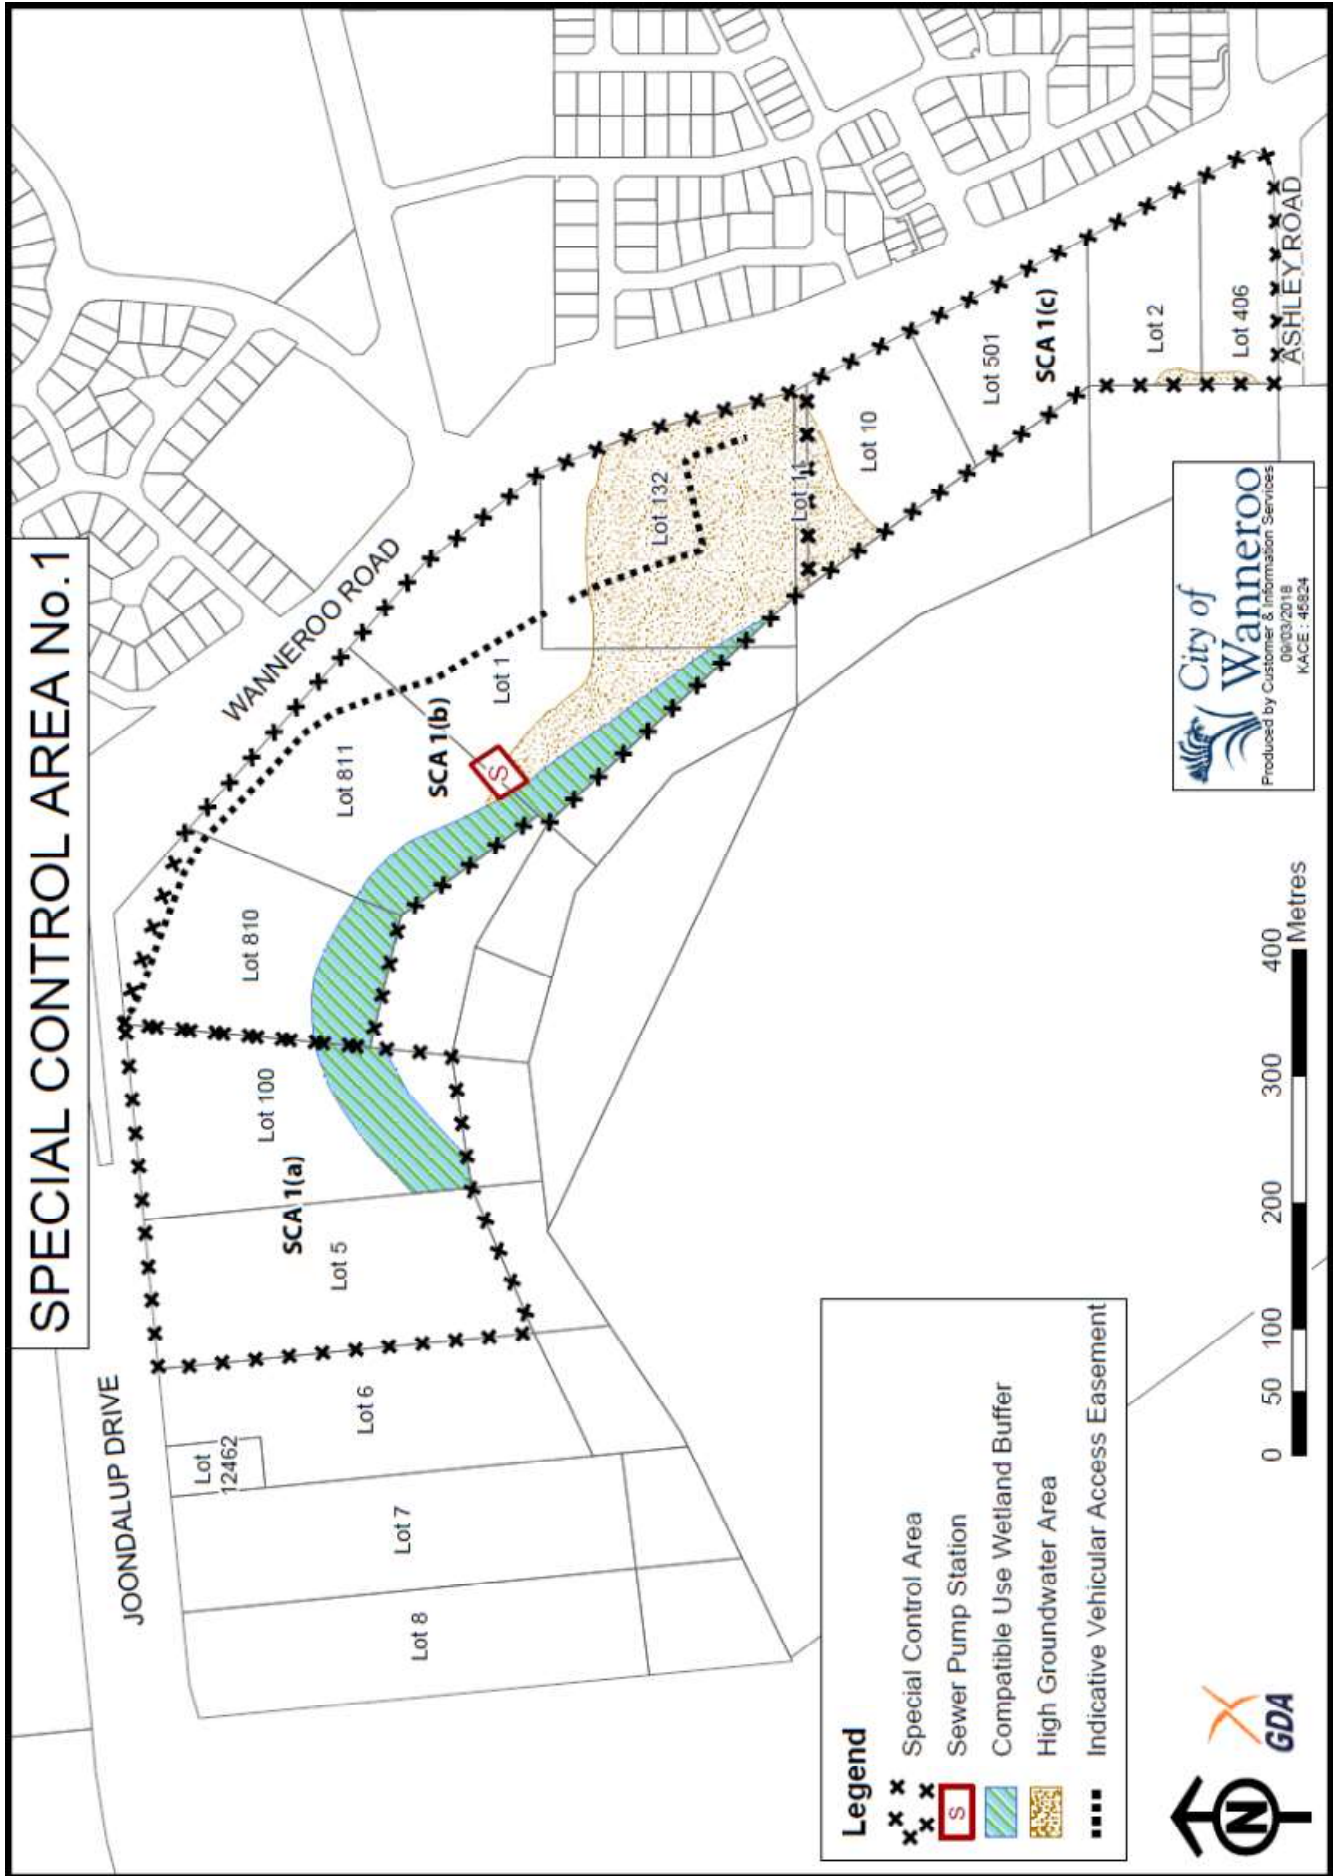 SPECIAL CONTROL AREA No.1
JOONDALUP DRIVE
WANNEROO ROAD
ASHLEY ROAD
Lot 8
Lot 7
Lot
12462
Lot 6
Lot 5
SCA 1(a)
Lot 100
Lot 810
Lot 811
SCA 1(b)
S
Lot 1
Lot 132
Lot 11
Lot 10
Lot 501
SCA 1(c)
Lot 2
Lot 406
Legend
Special Control Area
S
Sewer Pump Station
Compatible Use Wetland Buffer
High Groundwater Area
Indicative Vehicular Access Easement
N
GDA
0 50 100 200 300 400
Metres
City of
Wanneroo
Produced by Customer & Information Services
09/03/2018
KACE : 45824